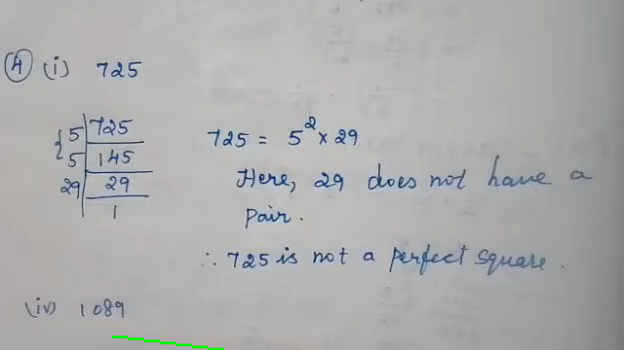 4 (i) 725
5 | 725
5 | 145
29 | 29
1
725 = 5² × 29
Here, 29 does not have a
pair.
∴ 725 is not a perfect square.
(iv) 1089